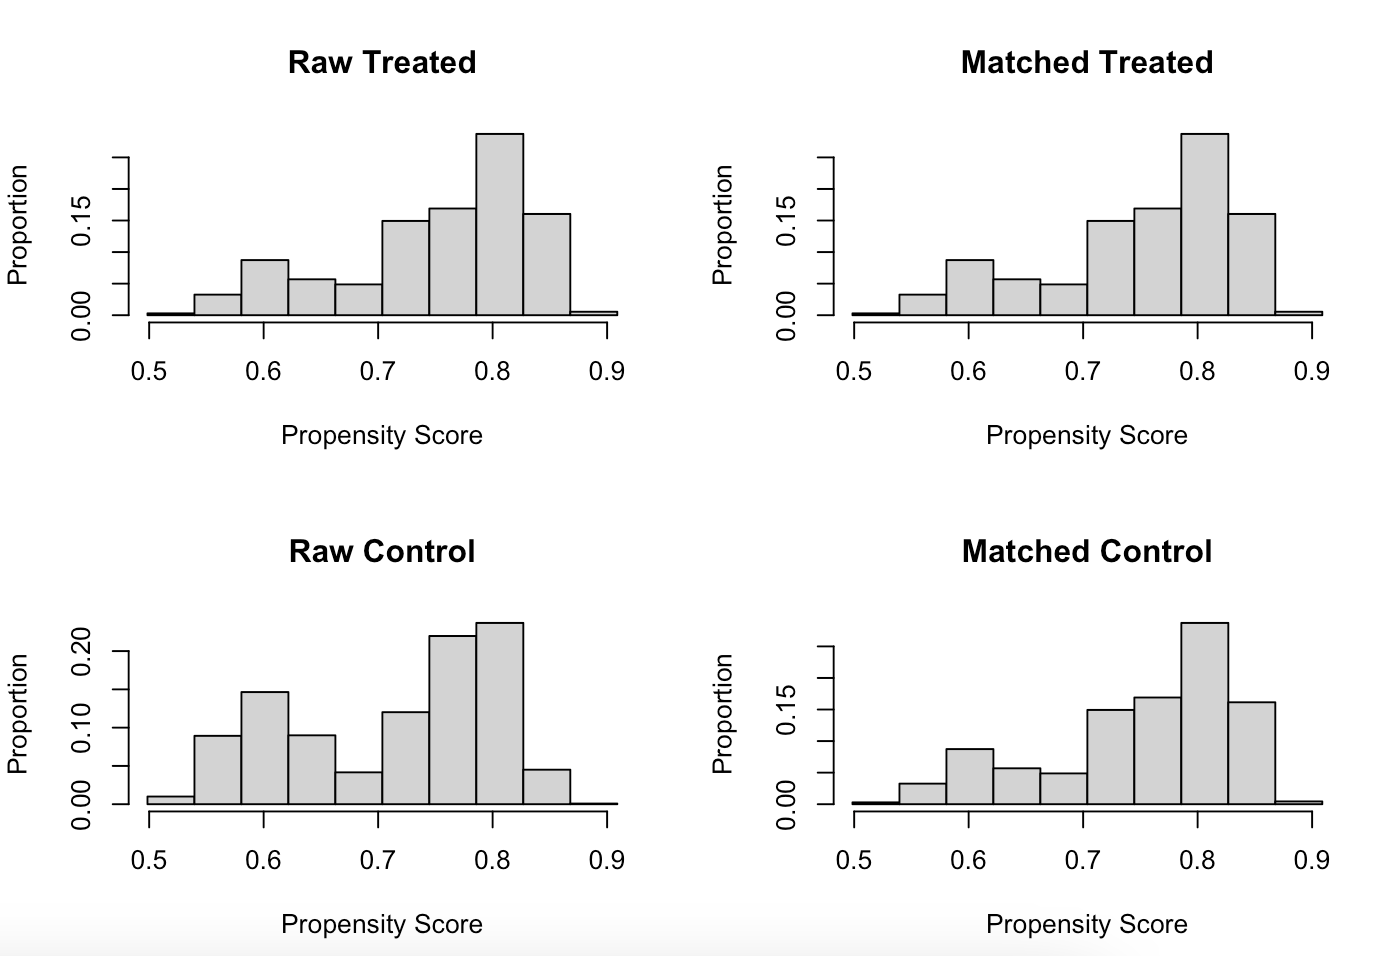 Raw Treated
Proportion
0.15
0.00
0.5 0.6 0.7 0.8 0.9
Propensity Score
Matched Treated
Proportion
0.15
0.00
0.5 0.6 0.7 0.8 0.9
Propensity Score
Raw Control
Proportion
0.20
0.10
0.00
0.5 0.6 0.7 0.8 0.9
Propensity Score
Matched Control
Proportion
0.15
0.00
0.5 0.6 0.7 0.8 0.9
Propensity Score